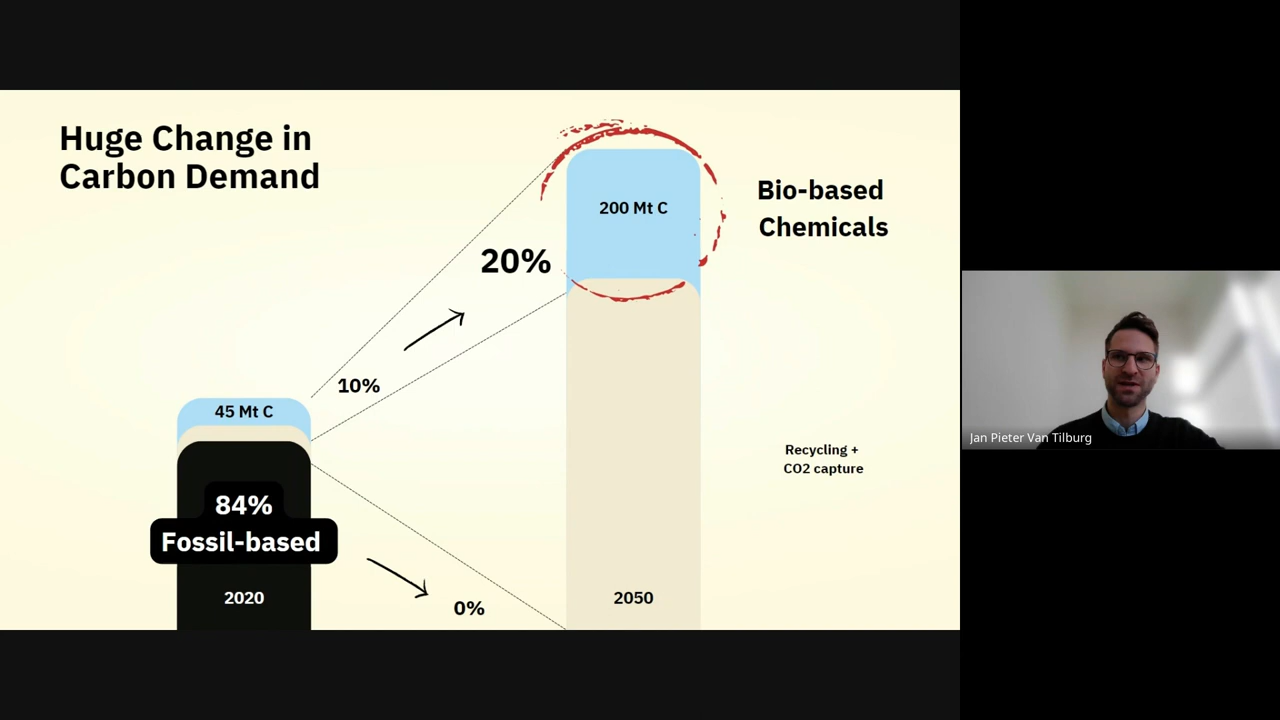 Huge Change in
Carbon Demand
200 Mt C
Bio-based
Chemicals
20%
10%
45 Mt C
Recycling +
CO2 capture
84%
Fossil-based
2020
0%
2050
Jan Pieter Van Tilburg